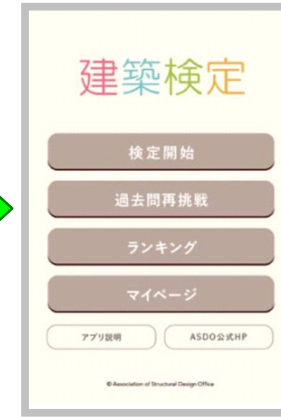 建築検定
検定開始
過去問再挑戦
ランキング
マイページ
アプリ説明
ASDO公式HP
© Association of Structural Design Office